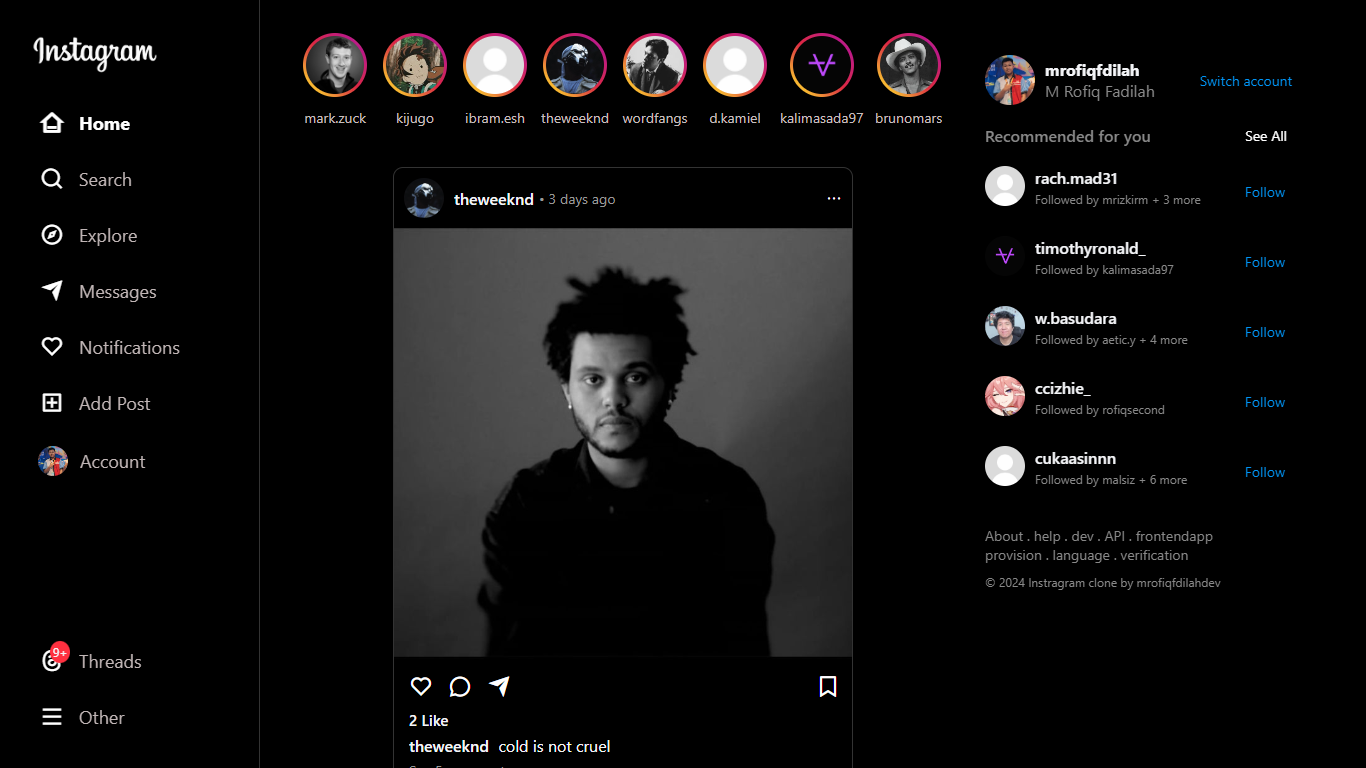 Instagram
Home
Search
Explore
Messages
Notifications
Add Post
Account
9+
Threads
Other
mark.zuck
kijugo
ibram.esh
theweeknd
wordfangs
d.kamiel
kalimasada97
brunomars
theweeknd • 3 days ago
2 Like
theweeknd cold is not cruel
mrofiqfdilah
M Rofiq Fadilah
Switch account
Recommended for you
See All
rach.mad31
Followed by mrizkirm + 3 more
Follow
timothyronald_
Followed by kalimasada97
Follow
w.basudara
Followed by aetic.y + 4 more
Follow
ccizhie_
Followed by rofiqsecond
Follow
cukaasinnn
Followed by malsiz + 6 more
Follow
About . help . dev . API . frontendapp
provision . language . verification
© 2024 Instragram clone by mrofiqfdilahdev